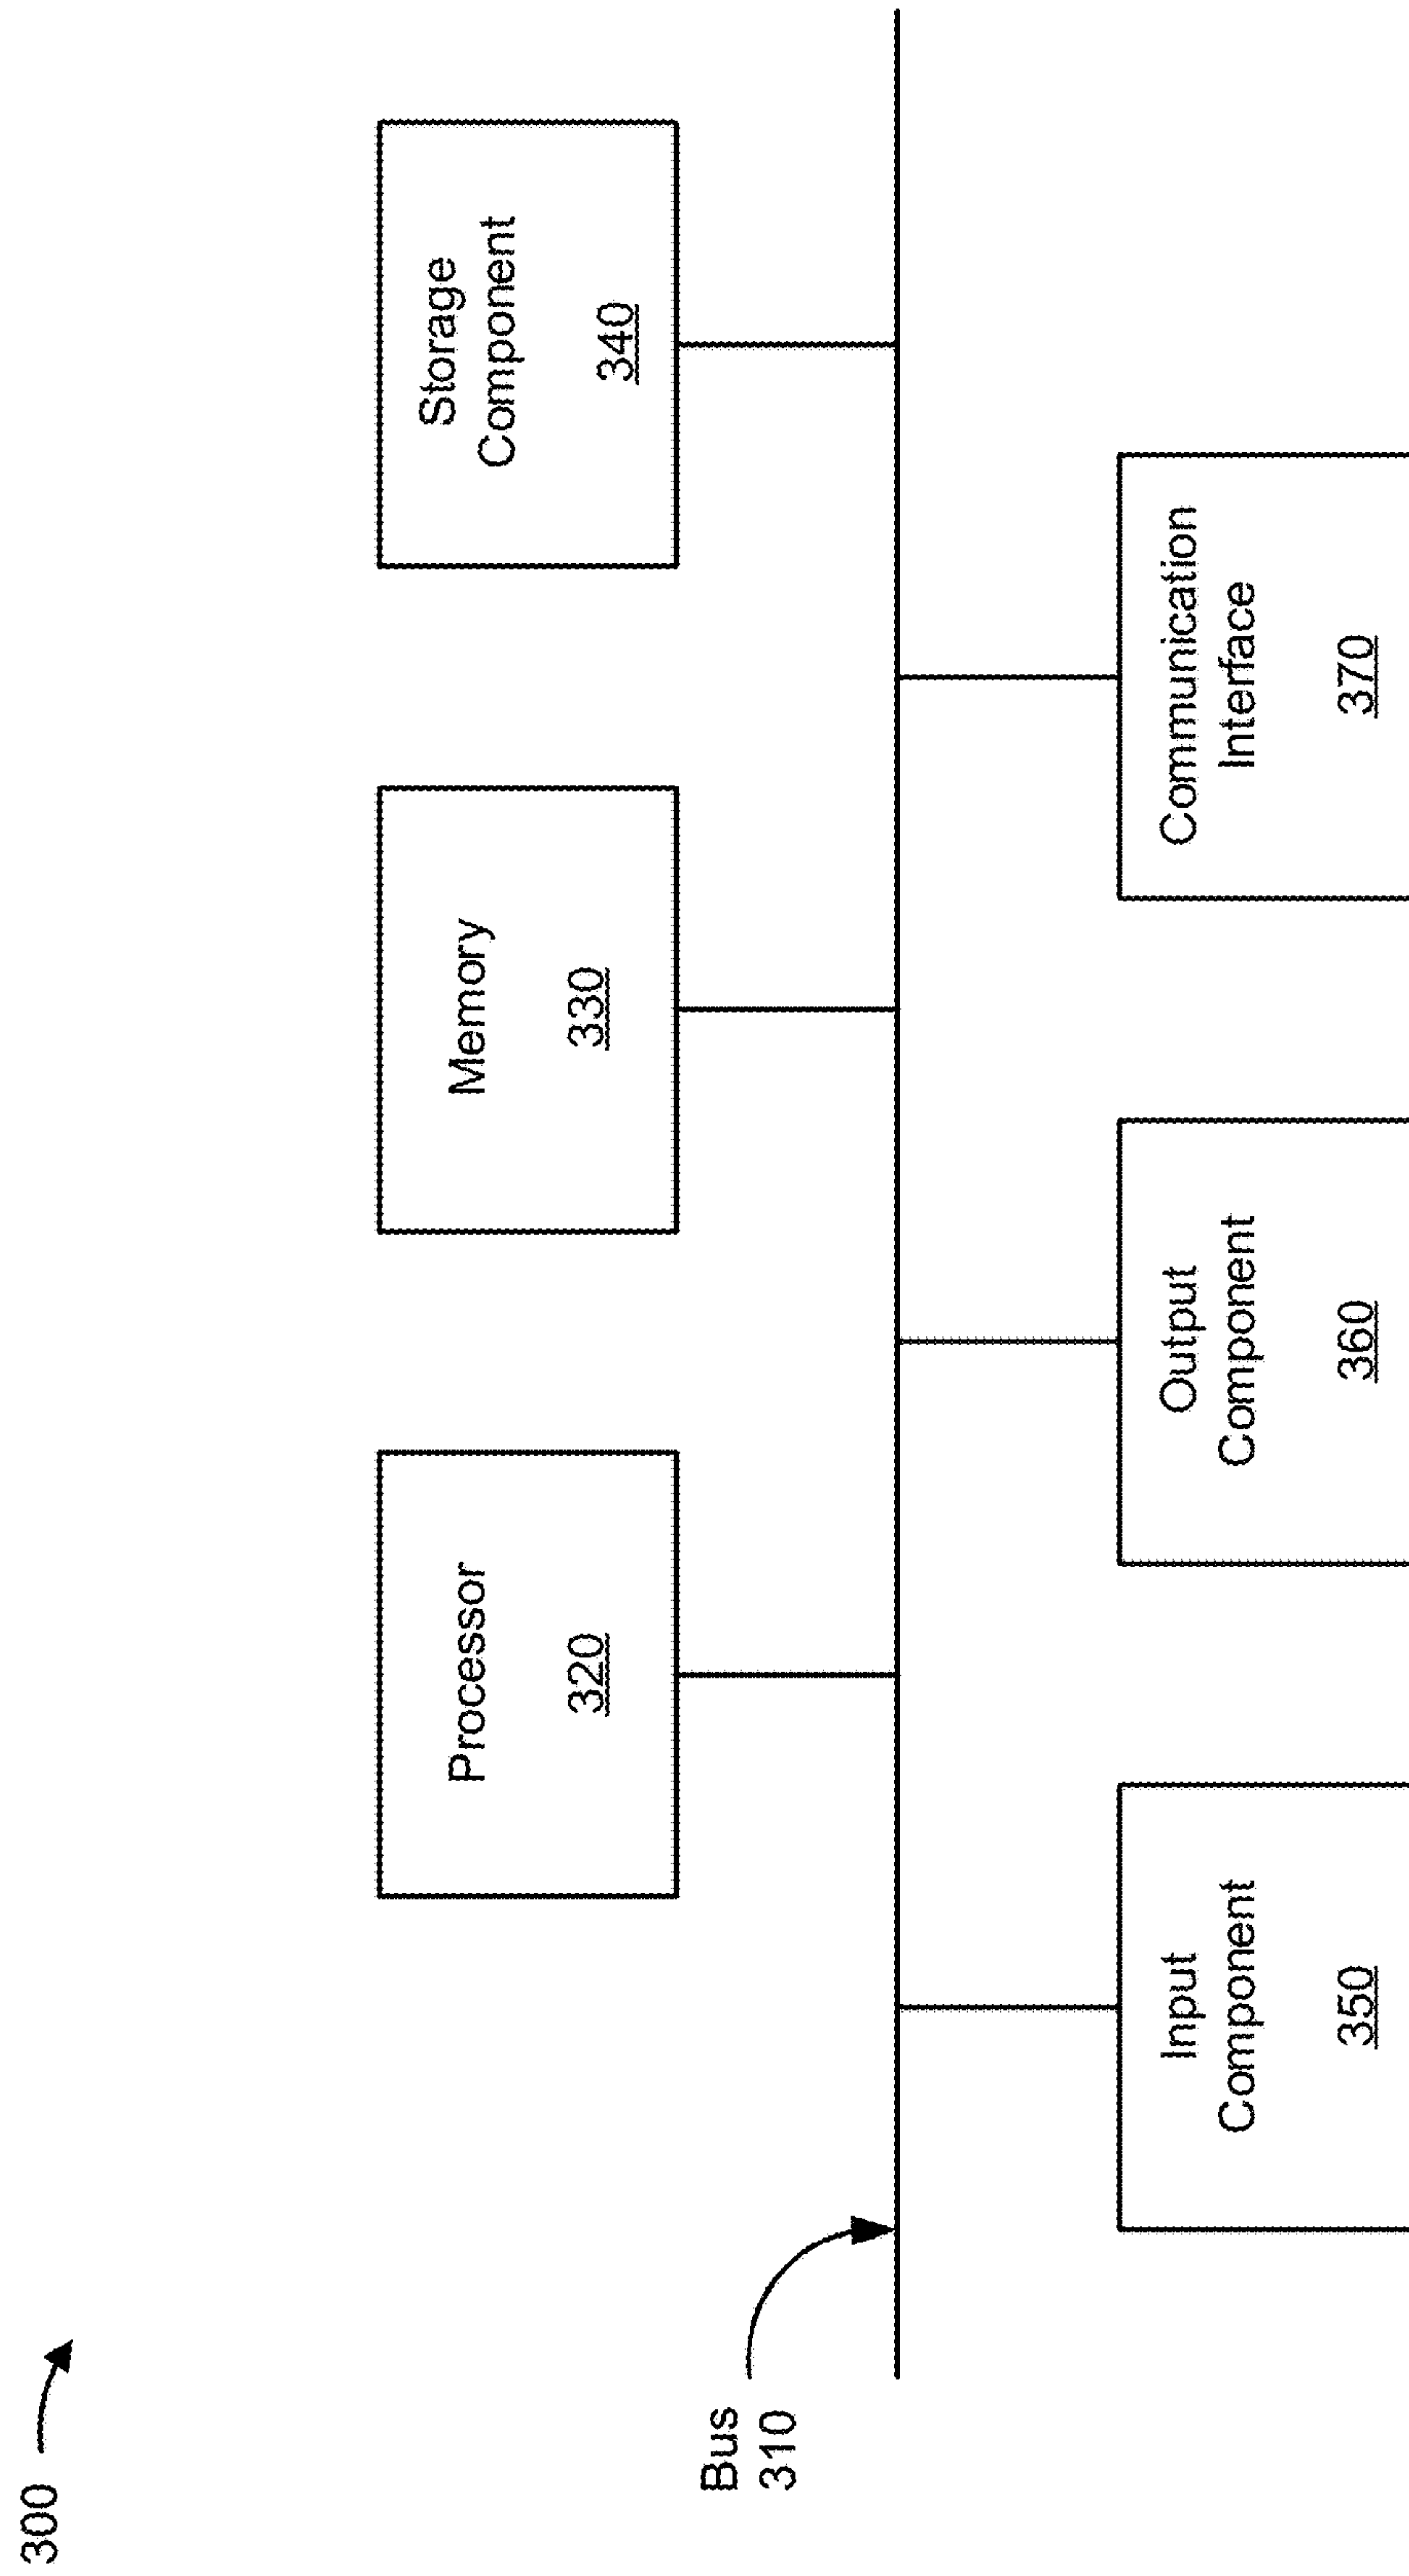 300
Processor
320
Memory
330
Storage
Component
340
Bus
310
Input
Component
350
Output
Component
360
Communication
Interface
370